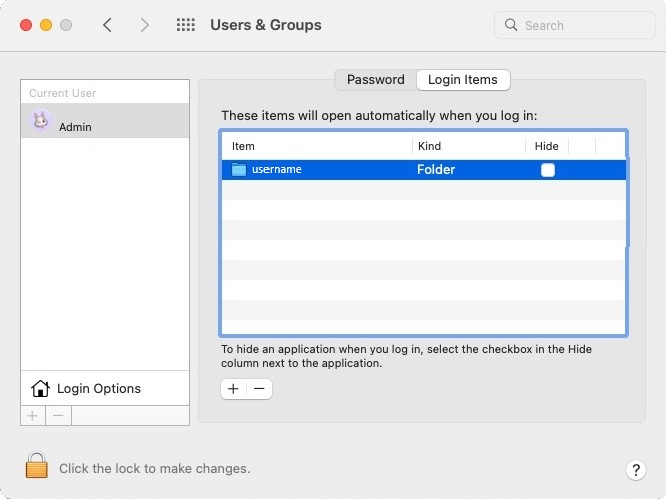 Users & Groups
Search
Password
Login Items
Current User
Admin
These items will open automatically when you log in:
Item Kind Hide
username Folder
To hide an application when you log in, select the checkbox in the Hide
column next to the application.
+ −
Login Options
+ −
Click the lock to make changes.
?